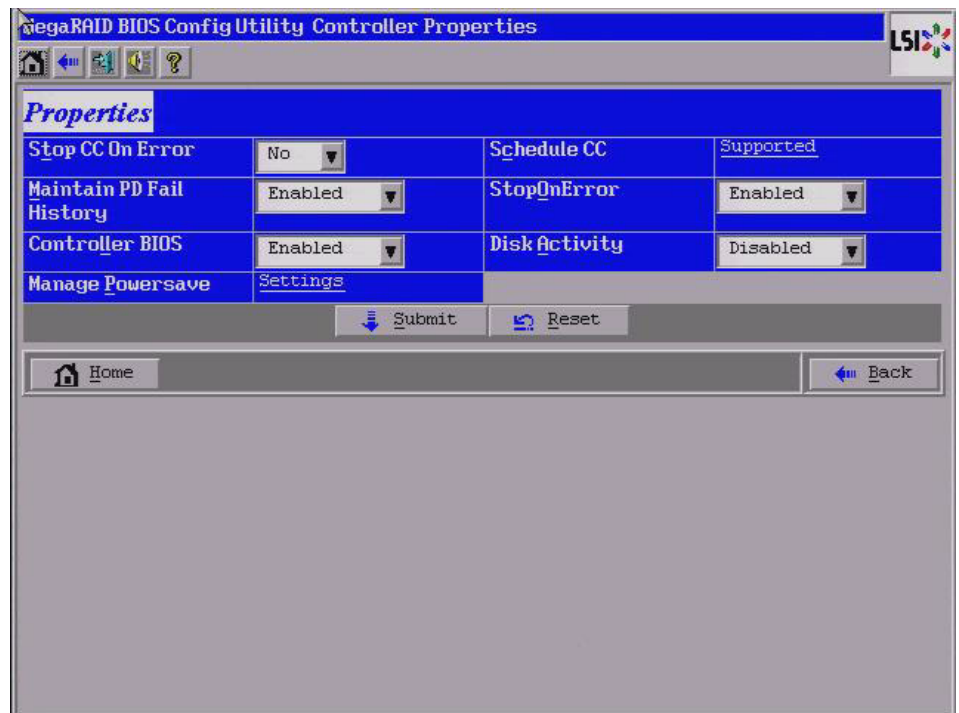 MegaRAID BIOS Config Utility Controller Properties
LSI
Properties
Stop CC On Error
No
Schedule CC
Supported
Maintain PD Fail History
Enabled
StopOnError
Enabled
Controller BIOS
Enabled
Disk Activity
Disabled
Manage Powersave
Settings
Submit
Reset
Home
Back